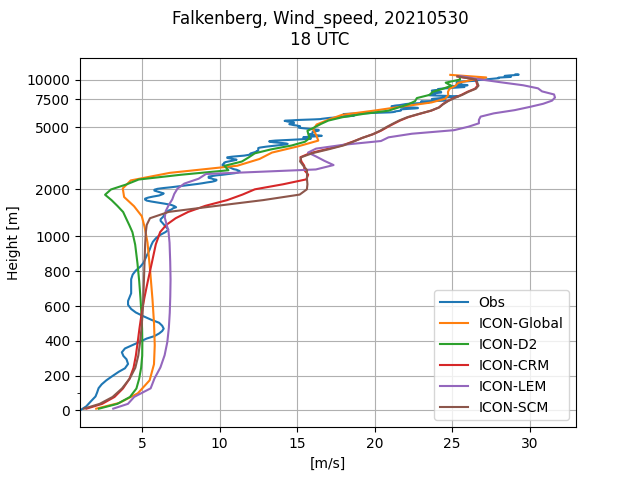 Falkenberg, Wind_speed, 20210530
18 UTC
10000
7500
5000
2000
1000
800
600
400
200
0
Height [m]
5
10
15
20
25
30
[m/s]
Obs
ICON-Global
ICON-D2
ICON-CRM
ICON-LEM
ICON-SCM